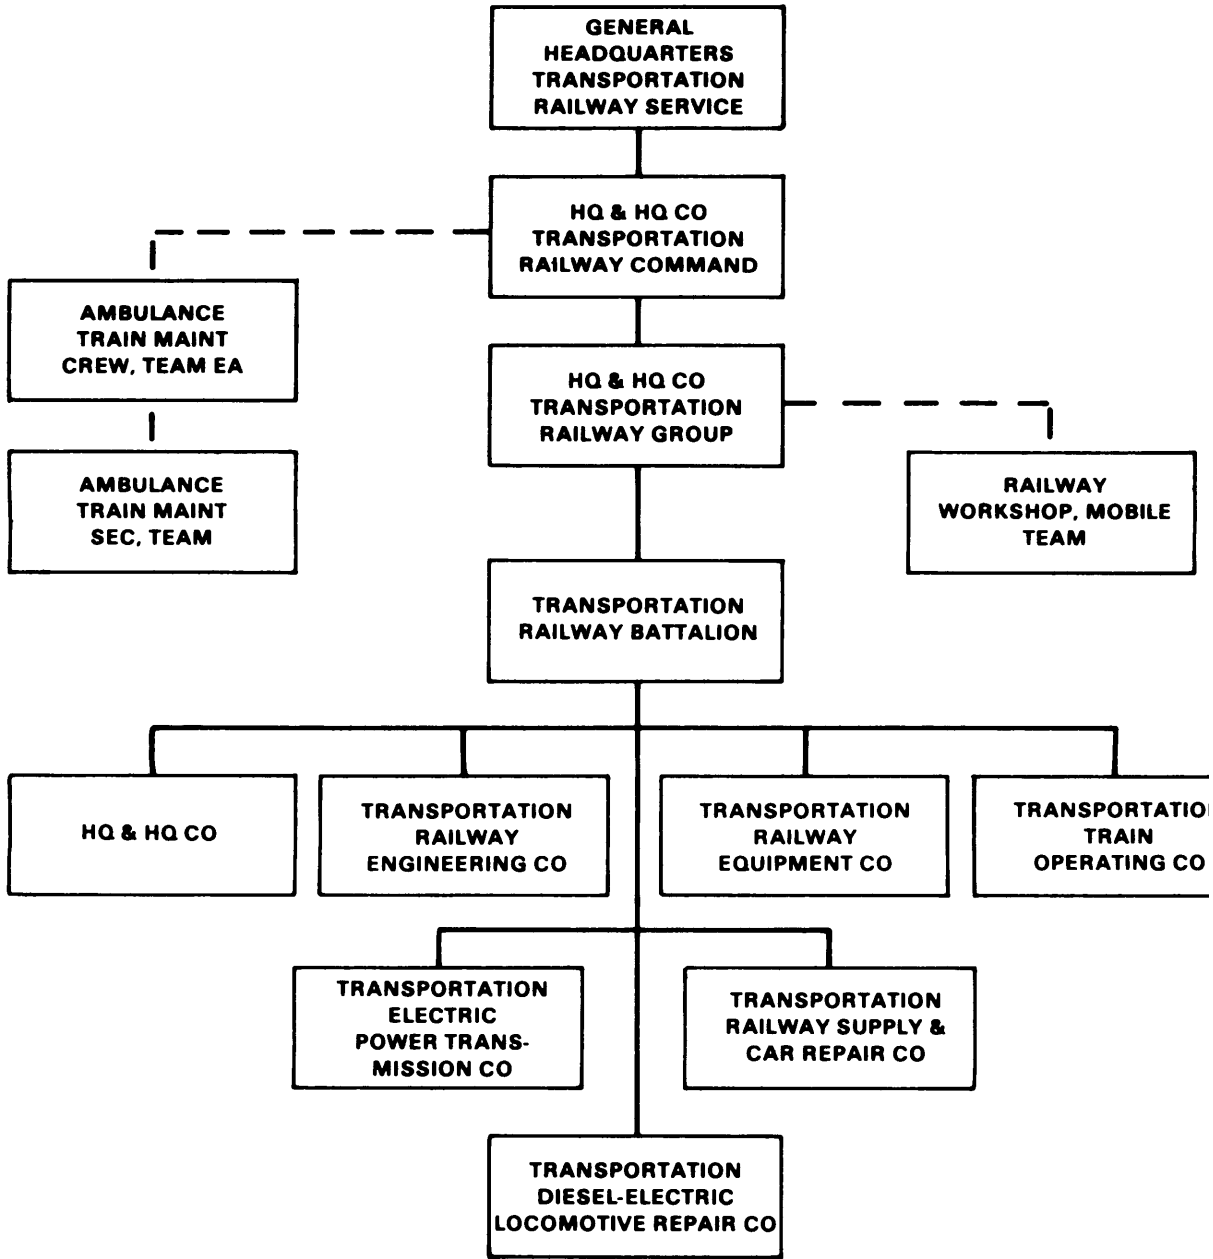 GENERAL
HEADQUARTERS
TRANSPORTATION
RAILWAY SERVICE
HQ & HQ CO
TRANSPORTATION
RAILWAY COMMAND
AMBULANCE
TRAIN MAINT
CREW, TEAM EA
HQ & HQ CO
TRANSPORTATION
RAILWAY GROUP
AMBULANCE
TRAIN MAINT
SEC, TEAM
RAILWAY
WORKSHOP, MOBILE
TEAM
TRANSPORTATION
RAILWAY BATTALION
HQ & HQ CO
TRANSPORTATION
RAILWAY
ENGINEERING CO
TRANSPORTATION
RAILWAY
EQUIPMENT CO
TRANSPORTATION
TRAIN
OPERATING CO
TRANSPORTATION
ELECTRIC
POWER TRANS-
MISSION CO
TRANSPORTATION
RAILWAY SUPPLY &
CAR REPAIR CO
TRANSPORTATION
DIESEL-ELECTRIC
LOCOMOTIVE REPAIR CO